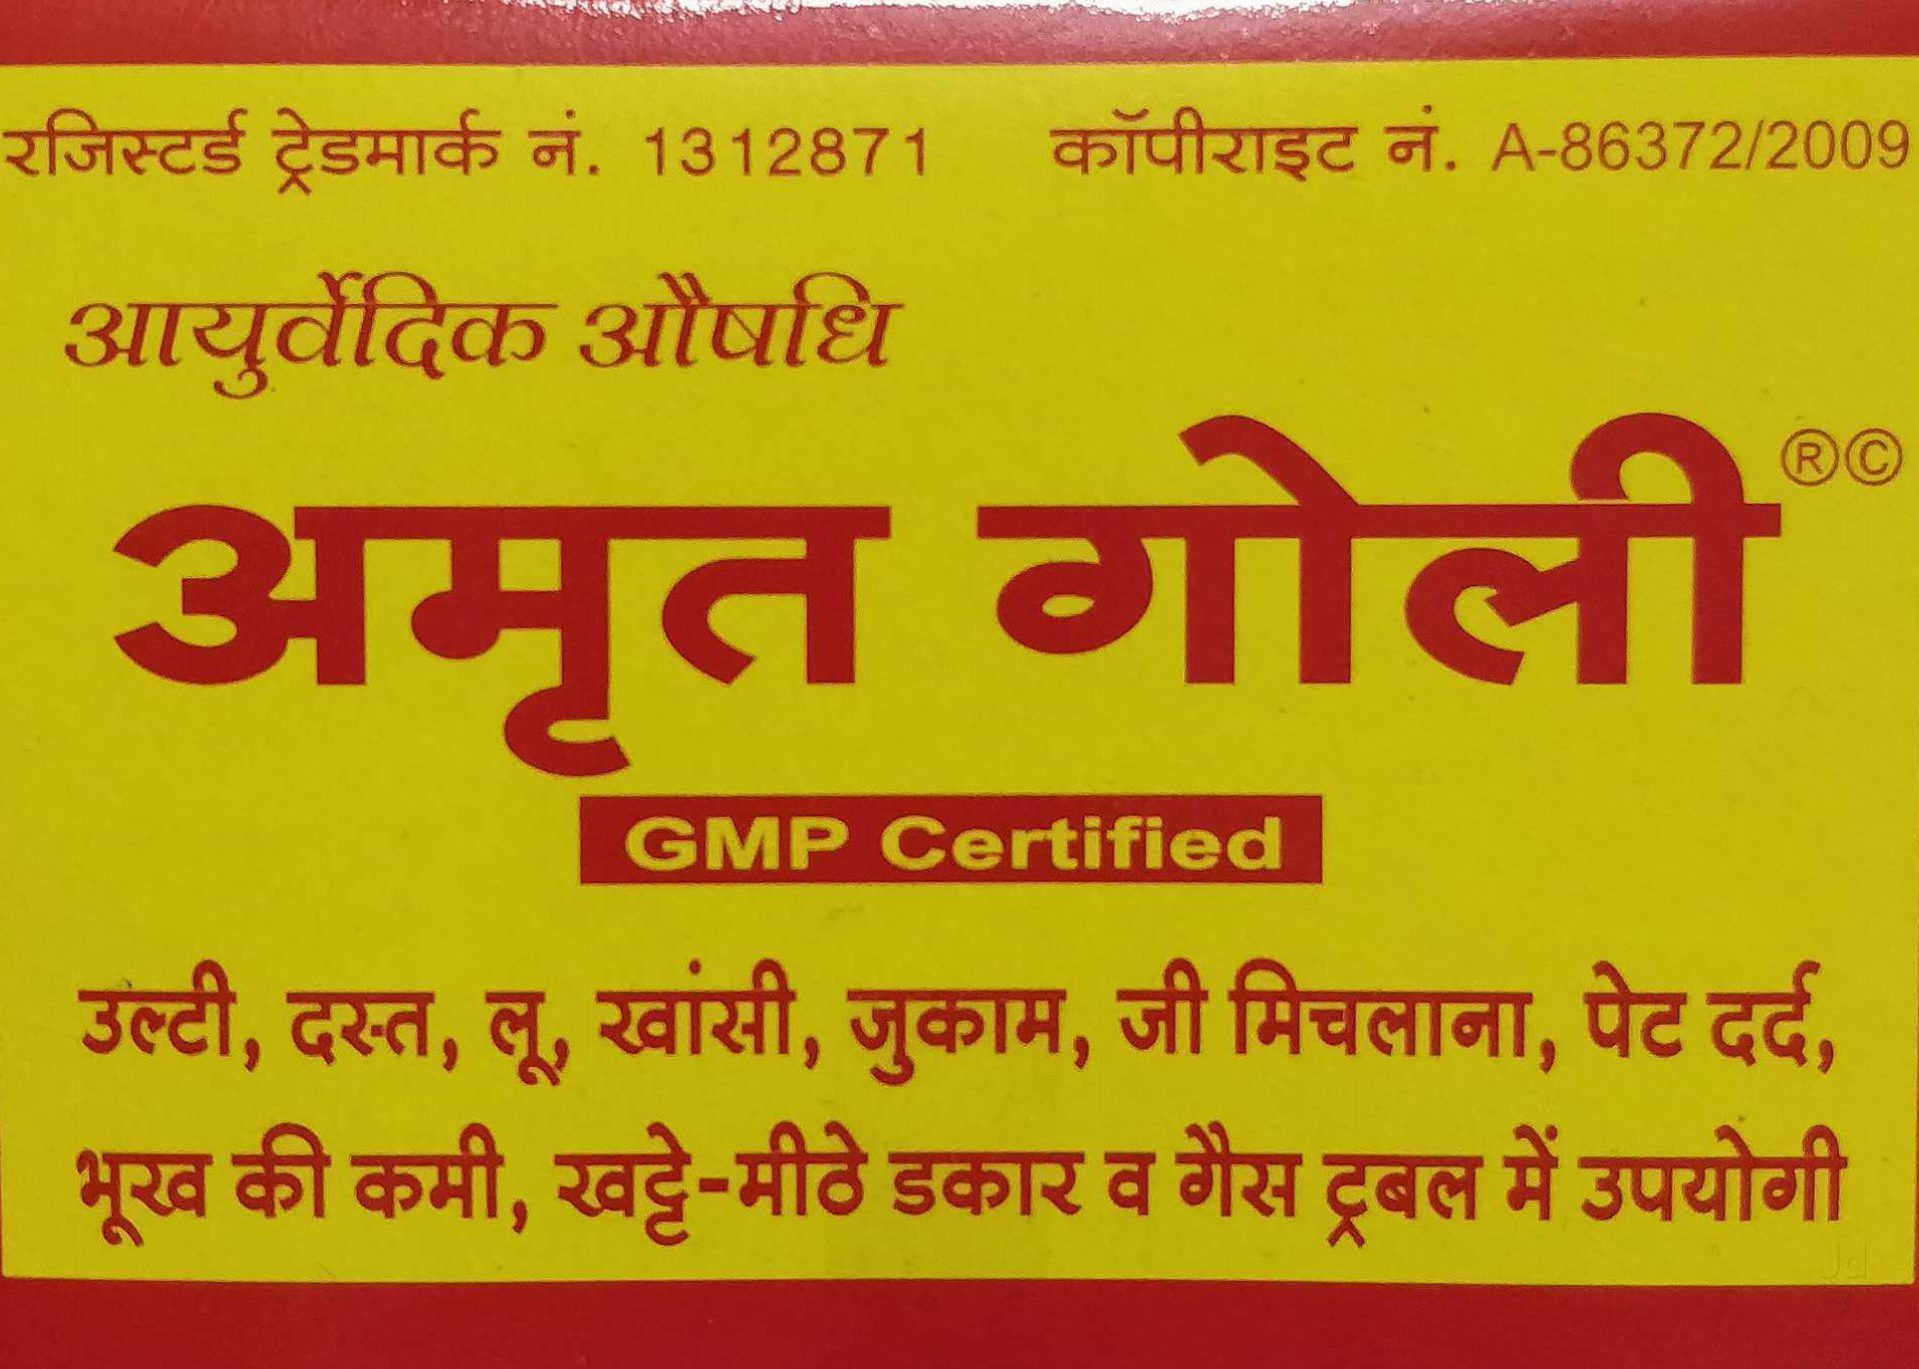 रजिस्टर्ड ट्रेडमार्क नं. 1312871 कॉपीराइट नं. A-86372/2009
आयुर्वेदिक औषधि
अमृत गोली ®©
GMP Certified
उल्टी, दस्त, लू, खांसी, जुकाम, जी मिचलाना, पेट दर्द,
भूख की कमी, खट्टे-मीठे डकार व गैस ट्रबल में उपयोगी
Jd